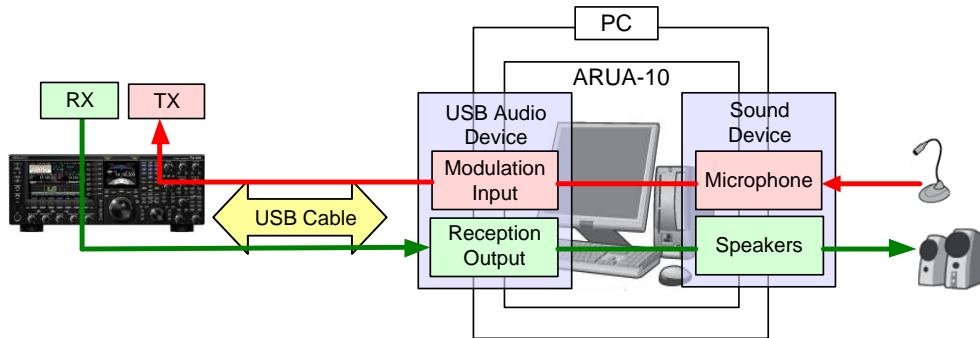 PC
ARUA-10
RX
TX
USB Audio
Device
Sound
Device
Modulation
Input
Microphone
USB Cable
Reception
Output
Speakers